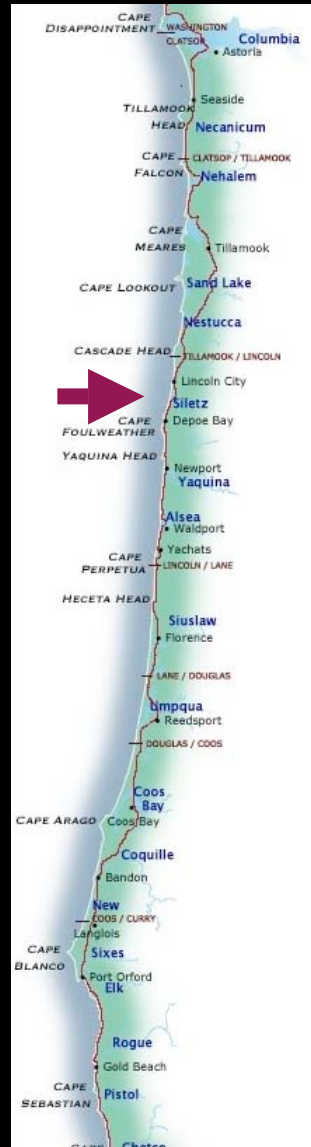 CAPE
DISAPPOINTMENT
WASHINGTON
CLATSOP
Columbia
Astoria
Seaside
TILLAMOOK
HEAD
Necanicum
CAPE
FALCON
CLATSOP / TILLAMOOK
Nehalem
CAPE
MEARES
Tillamook
CAPE LOOKOUT
Sand Lake
Nestucca
CASCADE HEAD
TILLAMOOK / LINCOLN
Lincoln City
Siletz
CAPE
FOULWEATHER
Depoe Bay
YAQUINA HEAD
Newport
Yaquina
Alsea
Waldport
Yachats
CAPE
PERPETUA
LINCOLN / LANE
HECETA HEAD
Siuslaw
Florence
LANE / DOUGLAS
Umpqua
Reedsport
DOUGLAS / COOS
Coos
Bay
CAPE ARAGO
Coos Bay
Coquille
Bandon
New
COOS / CURRY
Langlois
CAPE
BLANCO
Sixes
Port Orford
Elk
Rogue
Gold Beach
CAPE
SEBASTIAN
Pistol
CAPE
Chetco